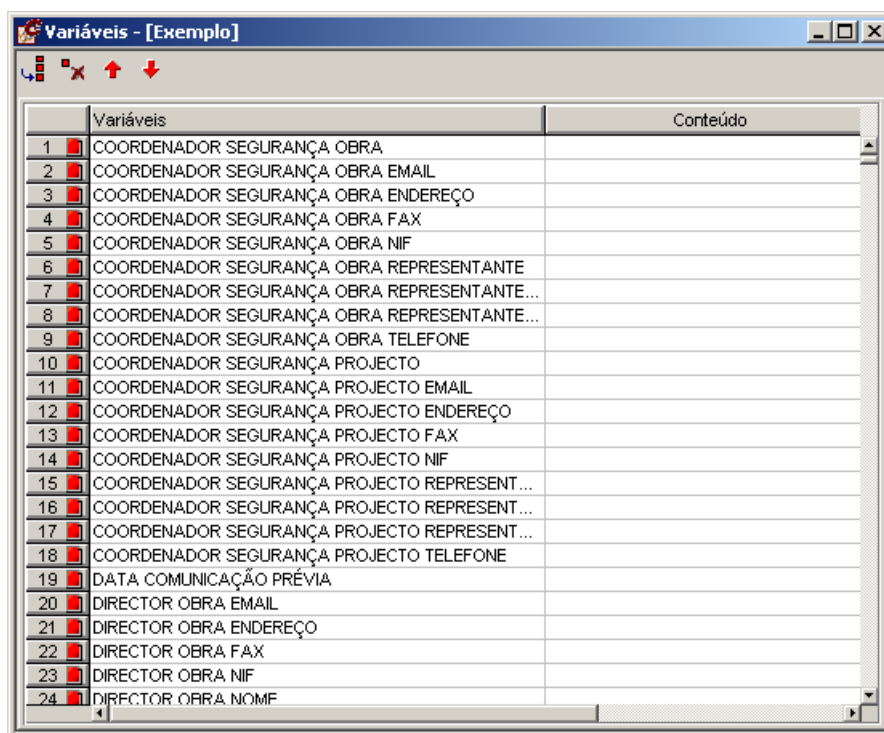 Variáveis - [Exemplo]
Variáveis Conteúdo
1 COORDENADOR SEGURANÇA OBRA
2 COORDENADOR SEGURANÇA OBRA EMAIL
3 COORDENADOR SEGURANÇA OBRA ENDEREÇO
4 COORDENADOR SEGURANÇA OBRA FAX
5 COORDENADOR SEGURANÇA OBRA NIF
6 COORDENADOR SEGURANÇA OBRA REPRESENTANTE
7 COORDENADOR SEGURANÇA OBRA REPRESENTANTE...
8 COORDENADOR SEGURANÇA OBRA REPRESENTANTE...
9 COORDENADOR SEGURANÇA OBRA TELEFONE
10 COORDENADOR SEGURANÇA PROJECTO
11 COORDENADOR SEGURANÇA PROJECTO EMAIL
12 COORDENADOR SEGURANÇA PROJECTO ENDEREÇO
13 COORDENADOR SEGURANÇA PROJECTO FAX
14 COORDENADOR SEGURANÇA PROJECTO NIF
15 COORDENADOR SEGURANÇA PROJECTO REPRESENT...
16 COORDENADOR SEGURANÇA PROJECTO REPRESENT...
17 COORDENADOR SEGURANÇA PROJECTO REPRESENT...
18 COORDENADOR SEGURANÇA PROJECTO TELEFONE
19 DATA COMUNICAÇÃO PRÉVIA
20 DIRECTOR OBRA EMAIL
21 DIRECTOR OBRA ENDEREÇO
22 DIRECTOR OBRA FAX
23 DIRECTOR OBRA NIF
24 DIRECTOR OBRA NOME